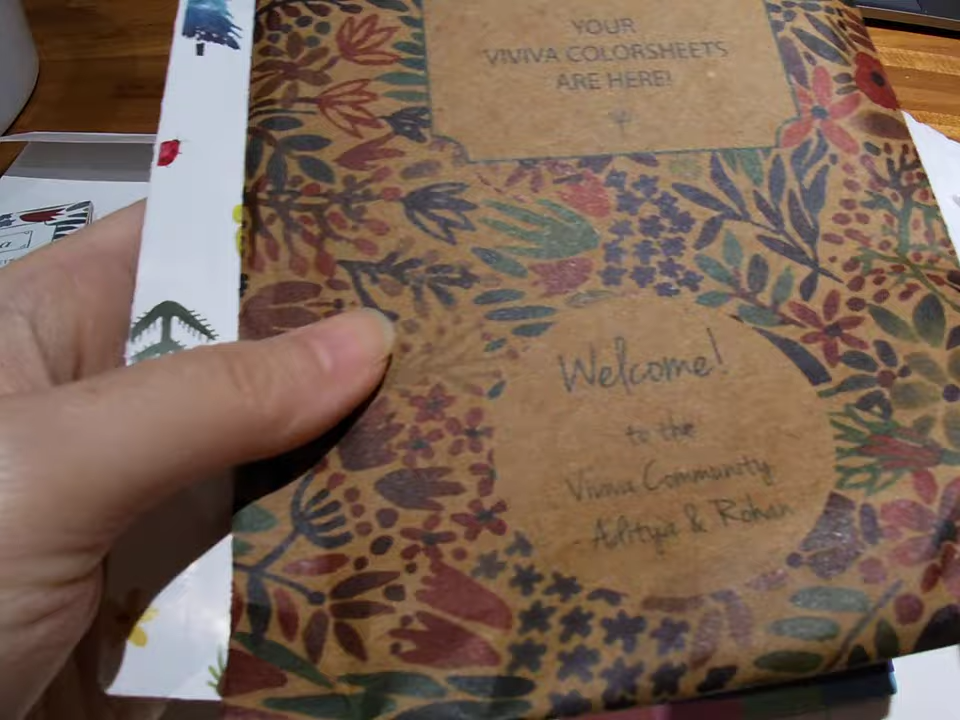 YOUR
VIVIVA COLORSHEETS
ARE HERE!
Welcome!
to the
Viviva Community
Aditya & Rohan